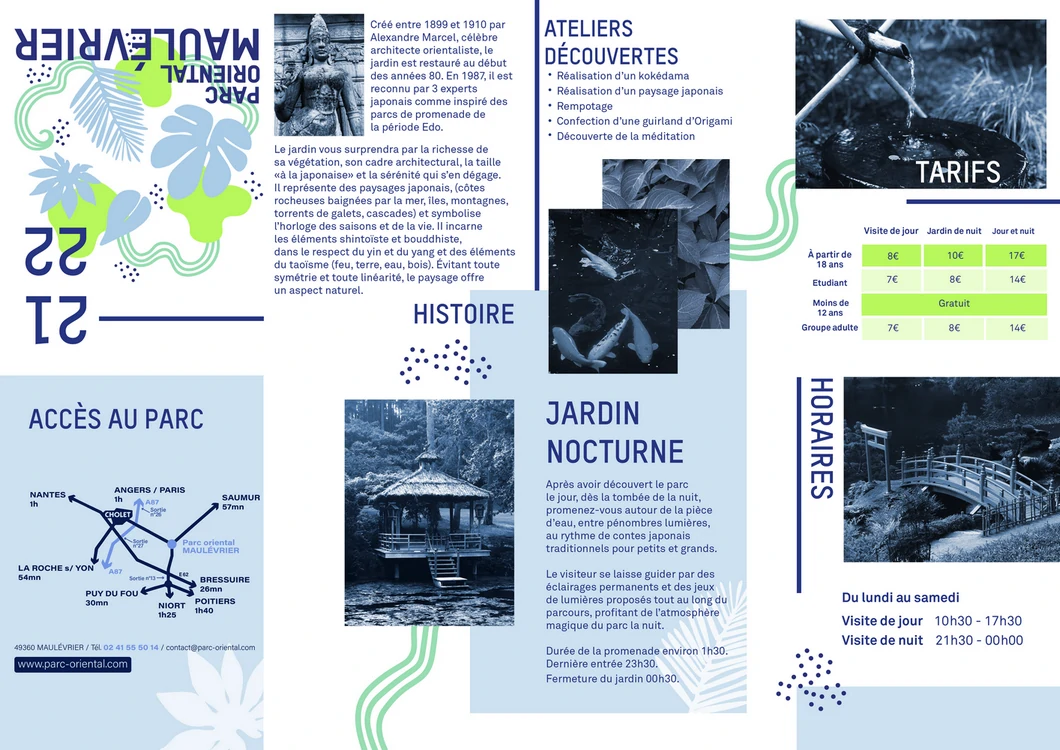 PARC
ORIENTAL
MAULÉVRIER
21
22
ACCÈS AU PARC
NANTES
1h
ANGERS / PARIS
1h
A87
Sortie
n°26
SAUMUR
57mn
CHOLET
Sortie
n°27
Parc oriental
MAULÉVRIER
LA ROCHE s/ YON
54mn
A87
Sortie n°13
E62
BRESSUIRE
26mn
PUY DU FOU
30mn
NIORT
1h25
POITIERS
1h40
49360 MAULÉVRIER / Tél. 02 41 55 50 14 / contact@parc-oriental.com
www.parc-oriental.com
Créé entre 1899 et 1910 par
Alexandre Marcel, célèbre
architecte orientaliste, le
jardin est restauré au début
des années 80. En 1987, il est
reconnu par 3 experts
japonais comme inspiré des
parcs de promenade de
la période Edo.
Le jardin vous surprendra par la richesse de
sa végétation, son cadre architectural, la taille
«à la japonaise» et la sérénité qui s’en dégage.
Il représente des paysages japonais, (côtes
rocheuses baignées par la mer, îles, montagnes,
torrents de galets, cascades) et symbolise
l’horloge des saisons et de la vie. Il incarne
les éléments shintoïste et bouddhiste,
dans le respect du yin et du yang et des éléments
du taoïsme (feu, terre, eau, bois). Évitant toute
symétrie et toute linéarité, le paysage offre
un aspect naturel.
HISTOIRE
ATELIERS
DÉCOUVERTES
• Réalisation d’un kokédama
• Réalisation d’un paysage japonais
• Rempotage
• Confection d’une guirland d’Origami
• Découverte de la méditation
JARDIN
NOCTURNE
Après avoir découvert le parc
le jour, dès la tombée de la nuit,
promenez-vous autour de la pièce
d’eau, entre pénombres lumières,
au rythme de contes japonais
traditionnels pour petits et grands.
Le visiteur se laisse guider par des
éclairages permanents et des jeux
de lumières proposés tout au long du
parcours, profitant de l’atmosphère
magique du parc la nuit.
Durée de la promenade environ 1h30.
Dernière entrée 23h30.
Fermeture du jardin 00h30.
TARIFS
Visite de jour Jardin de nuit Jour et nuit
À partir de
18 ans
8€ 10€ 17€
Etudiant 7€ 8€ 14€
Moins de
12 ans
Gratuit
Groupe adulte 7€ 8€ 14€
HORAIRES
Du lundi au samedi
Visite de jour 10h30 - 17h30
Visite de nuit 21h30 - 00h00